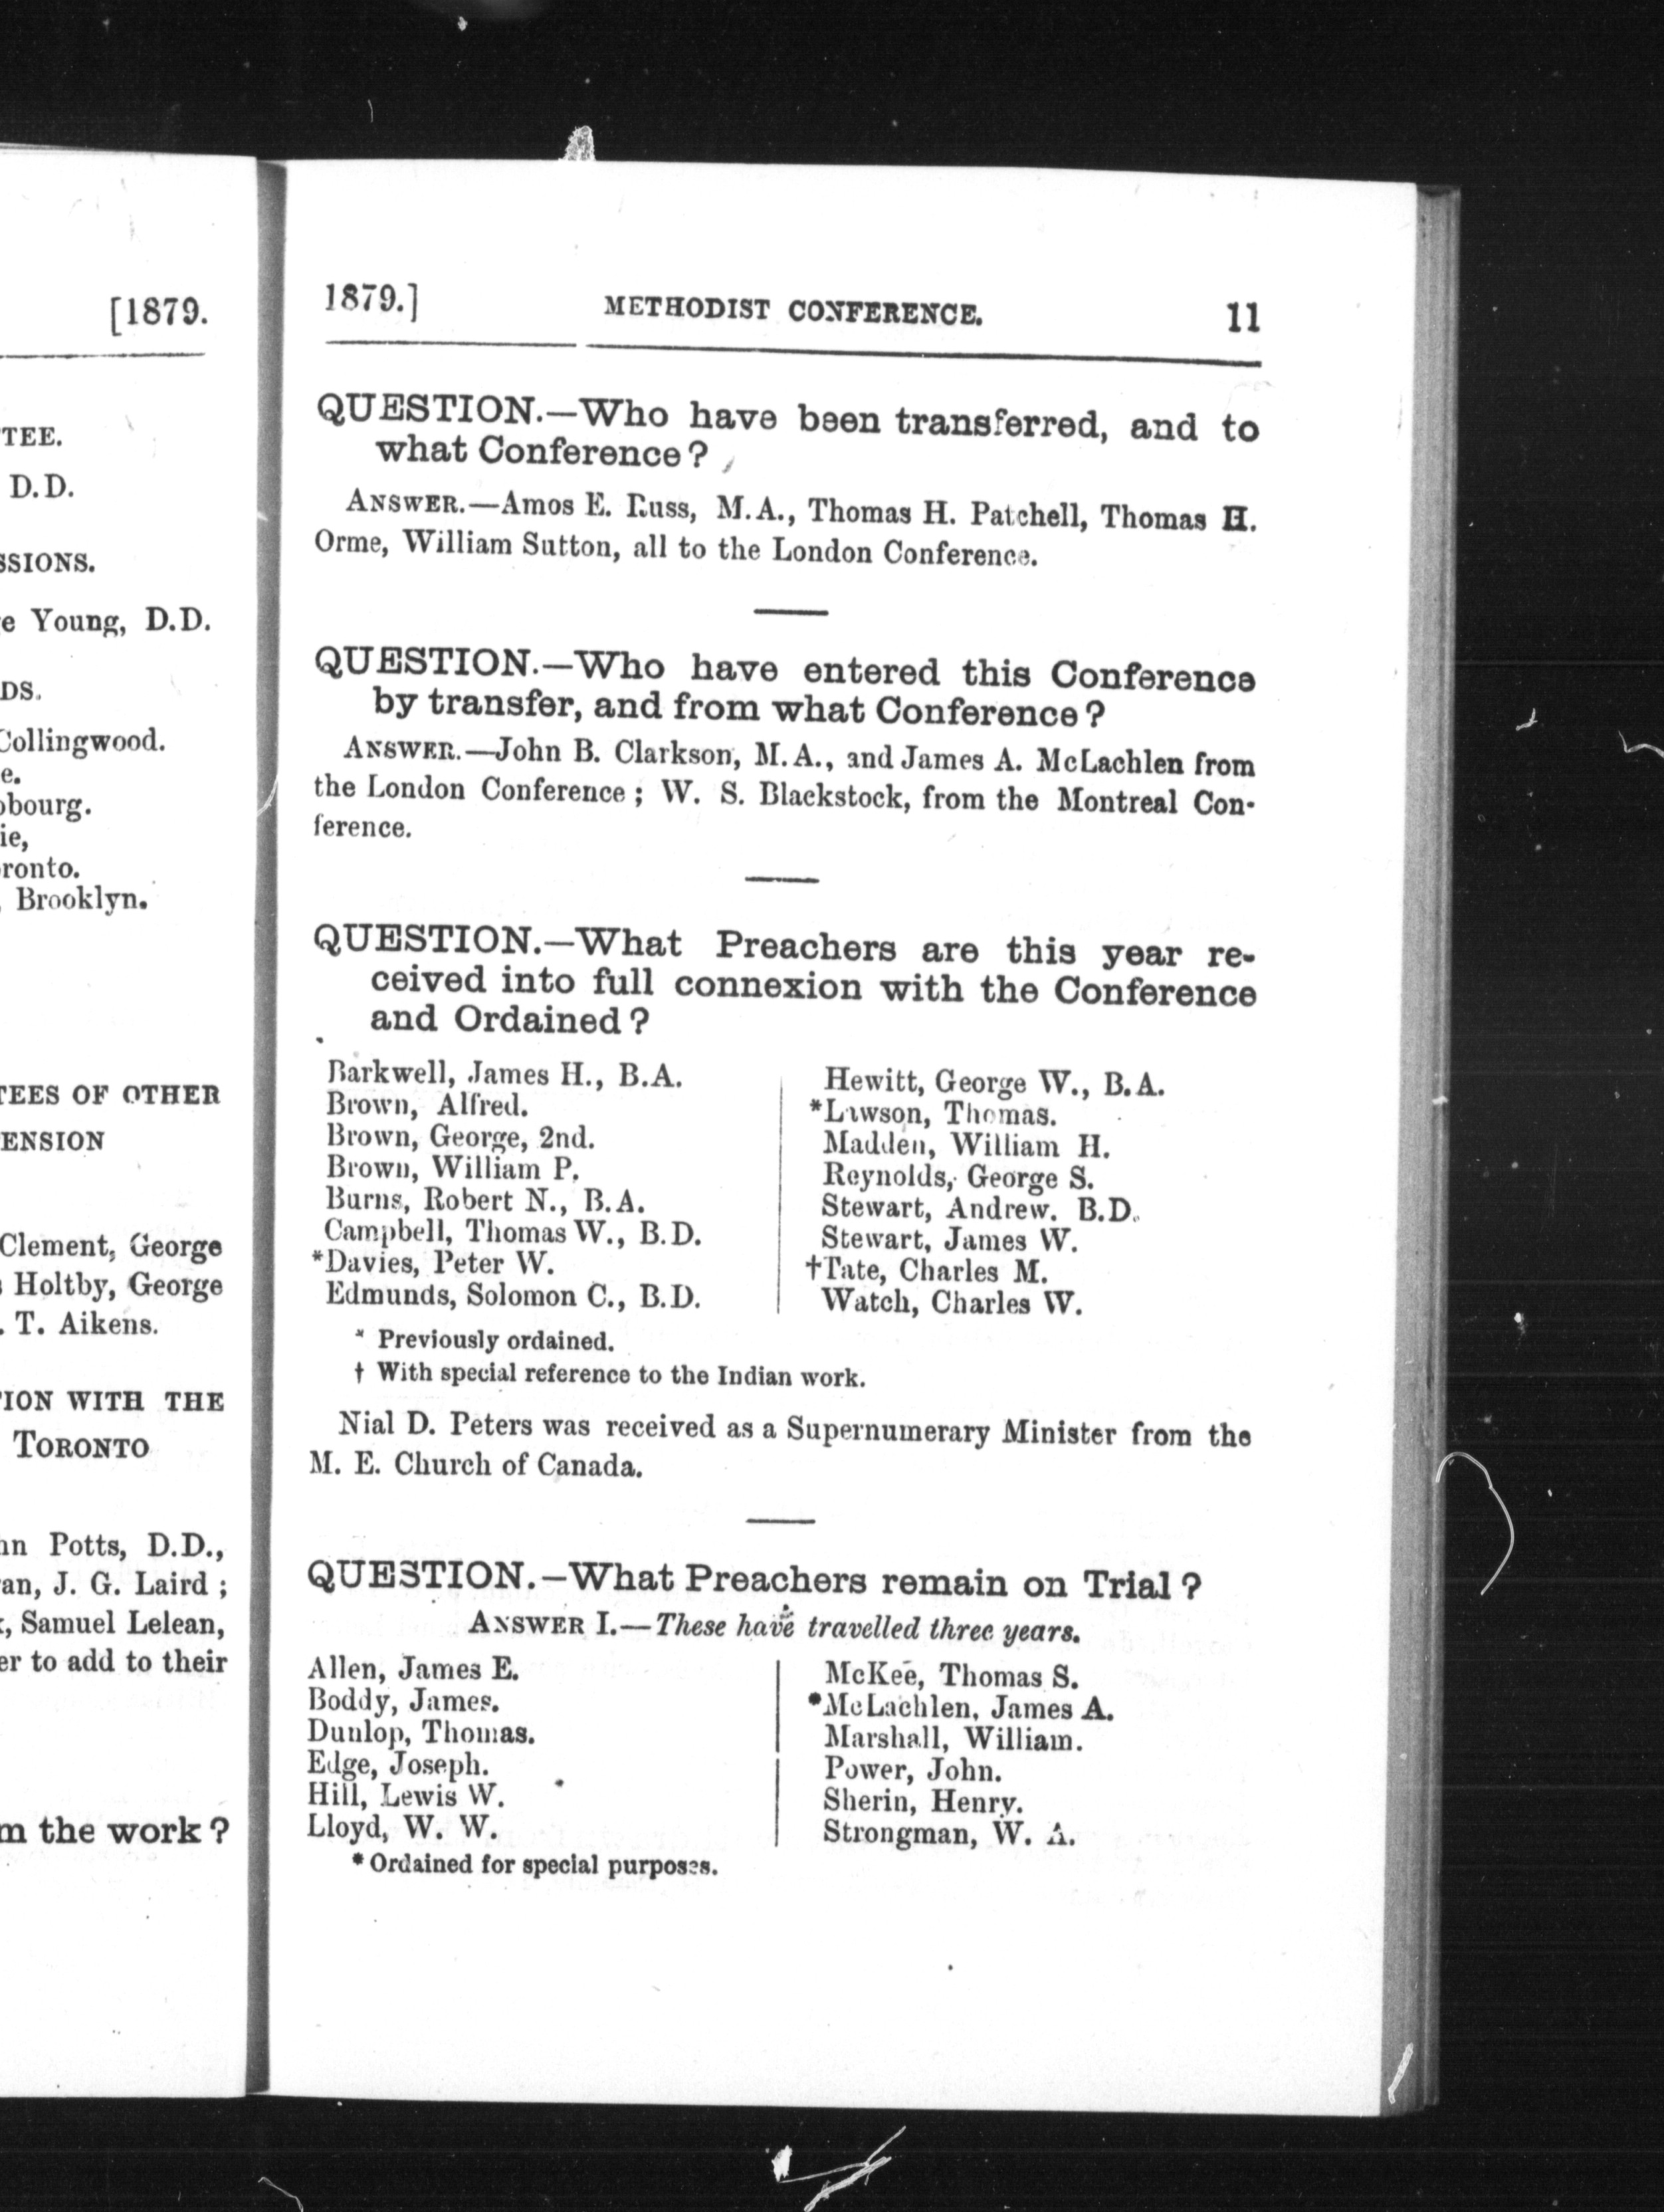 [1879.
TEE.
D.D.
SSIONS.
e Young, D.D.
DS.
Collingwood.
e.
bourg.
ie,
ronto.
, Brooklyn.
TEES OF OTHER
ENSION
Clement, George
s Holtby, George
. T. Aikens.
TION WITH THE
TORONTO
hn Potts, D.D.,
an, J. G. Laird ;
, Samuel Lelean,
er to add to their
m the work ?
1879.] METHODIST CONFERENCE. 11
QUESTION.—Who have been transferred, and to
what Conference ?
ANSWER.—Amos E. Russ, M.A., Thomas H. Patchell, Thomas H.
Orme, William Sutton, all to the London Conference.
QUESTION.—Who have entered this Conference
by transfer, and from what Conference ?
ANSWER.—John B. Clarkson, M.A., and James A. McLachlen from
the London Conference ; W. S. Blackstock, from the Montreal Con-
ference.
QUESTION.—What Preachers are this year re-
ceived into full connexion with the Conference
and Ordained ?
Barkwell, James H., B.A.
Brown, Alfred.
Brown, George, 2nd.
Brown, William P.
Burns, Robert N., B.A.
Campbell, Thomas W., B.D.
*Davies, Peter W.
Edmunds, Solomon C., B.D.
Hewitt, George W., B.A.
*Lawson, Thomas.
Madden, William H.
Reynolds, George S.
Stewart, Andrew. B.D.
Stewart, James W.
†Tate, Charles M.
Watch, Charles W.
* Previously ordained.
† With special reference to the Indian work.
Nial D. Peters was received as a Supernumerary Minister from the
M. E. Church of Canada.
QUESTION.—What Preachers remain on Trial ?
ANSWER I.—These have travelled three years.
Allen, James E.
Boddy, James.
Dunlop, Thomas.
Edge, Joseph.
Hill, Lewis W.
Lloyd, W. W.
McKee, Thomas S.
*McLachlen, James A.
Marshall, William.
Power, John.
Sherin, Henry.
Strongman, W. A.
* Ordained for special purposes.